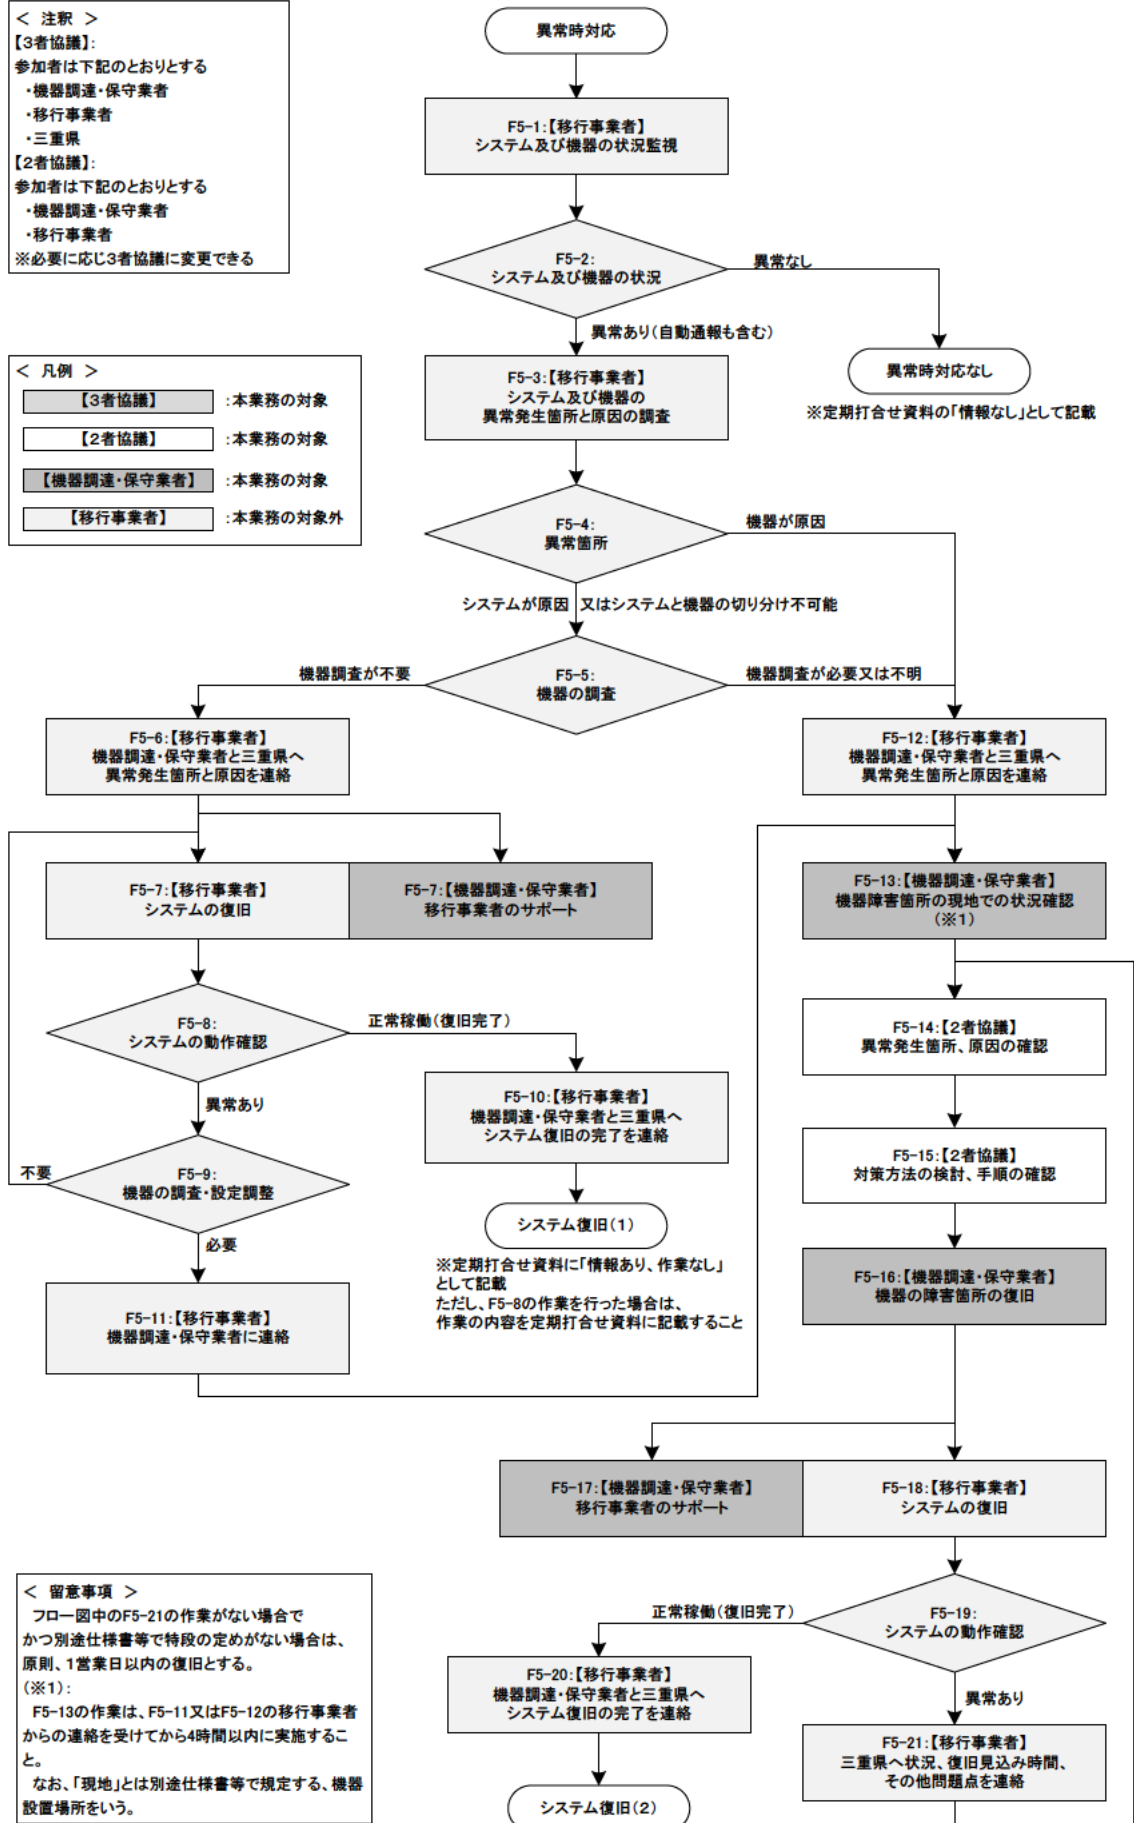 ＜ 注釈 ＞
【3者協議】：
参加者は下記のとおりとする
・機器調達・保守業者
・移行事業者
・三重県
【2者協議】：
参加者は下記のとおりとする
・機器調達・保守業者
・移行事業者
※必要に応じ3者協議に変更できる
＜ 凡例 ＞
【3者協議】 ：本業務の対象
【2者協議】 ：本業務の対象
【機器調達・保守業者】 ：本業務の対象
【移行事業者】 ：本業務の対象外
異常時対応
F5-1：【移行事業者】
システム及び機器の状況監視
F5-2：
システム及び機器の状況
異常なし
異常時対応なし
※定期打合せ資料の「情報なし」として記載
異常あり（自動通報も含む）
F5-3：【移行事業者】
システム及び機器の
異常発生箇所と原因の調査
F5-4：
異常箇所
機器が原因
システムが原因 又はシステムと機器の切り分け不可能
F5-5：
機器の調査
機器調査が不要
機器調査が必要又は不明
F5-6：【移行事業者】
機器調達・保守業者と三重県へ
異常発生箇所と原因を連絡
F5-12：【移行事業者】
機器調達・保守業者と三重県へ
異常発生箇所と原因を連絡
F5-7：【移行事業者】
システムの復旧
F5-7：【機器調達・保守業者】
移行事業者のサポート
F5-13：【機器調達・保守業者】
機器障害箇所の現地での状況確認
（※1）
F5-8：
システムの動作確認
正常稼働（復旧完了）
異常あり
F5-14：【2者協議】
異常発生箇所、原因の確認
F5-10：【移行事業者】
機器調達・保守業者と三重県へ
システム復旧の完了を連絡
F5-15：【2者協議】
対策方法の検討、手順の確認
F5-9：
機器の調査・設定調整
不要
必要
システム復旧（1）
※定期打合せ資料に「情報あり、作業なし」
として記載
ただし、F5-8の作業を行った場合は、
作業の内容を定期打合せ資料に記載すること
F5-16：【機器調達・保守業者】
機器の障害箇所の復旧
F5-11：【移行事業者】
機器調達・保守業者に連絡
F5-17：【機器調達・保守業者】
移行事業者のサポート
F5-18：【移行事業者】
システムの復旧
F5-19：
システムの動作確認
正常稼働（復旧完了）
異常あり
F5-20：【移行事業者】
機器調達・保守業者と三重県へ
システム復旧の完了を連絡
F5-21：【移行事業者】
三重県へ状況、復旧見込み時間、
その他問題点を連絡
システム復旧（2）
＜ 留意事項 ＞
フロー図中のF5-21の作業がない場合で
かつ別途仕様書等で特段の定めがない場合は、
原則、1営業日以内の復旧とする。
（※1）：
F5-13の作業は、F5-11又はF5-12の移行事業者
からの連絡を受けてから4時間以内に実施するこ
と。
なお、「現地」とは別途仕様書等で規定する、機器
設置場所をいう。